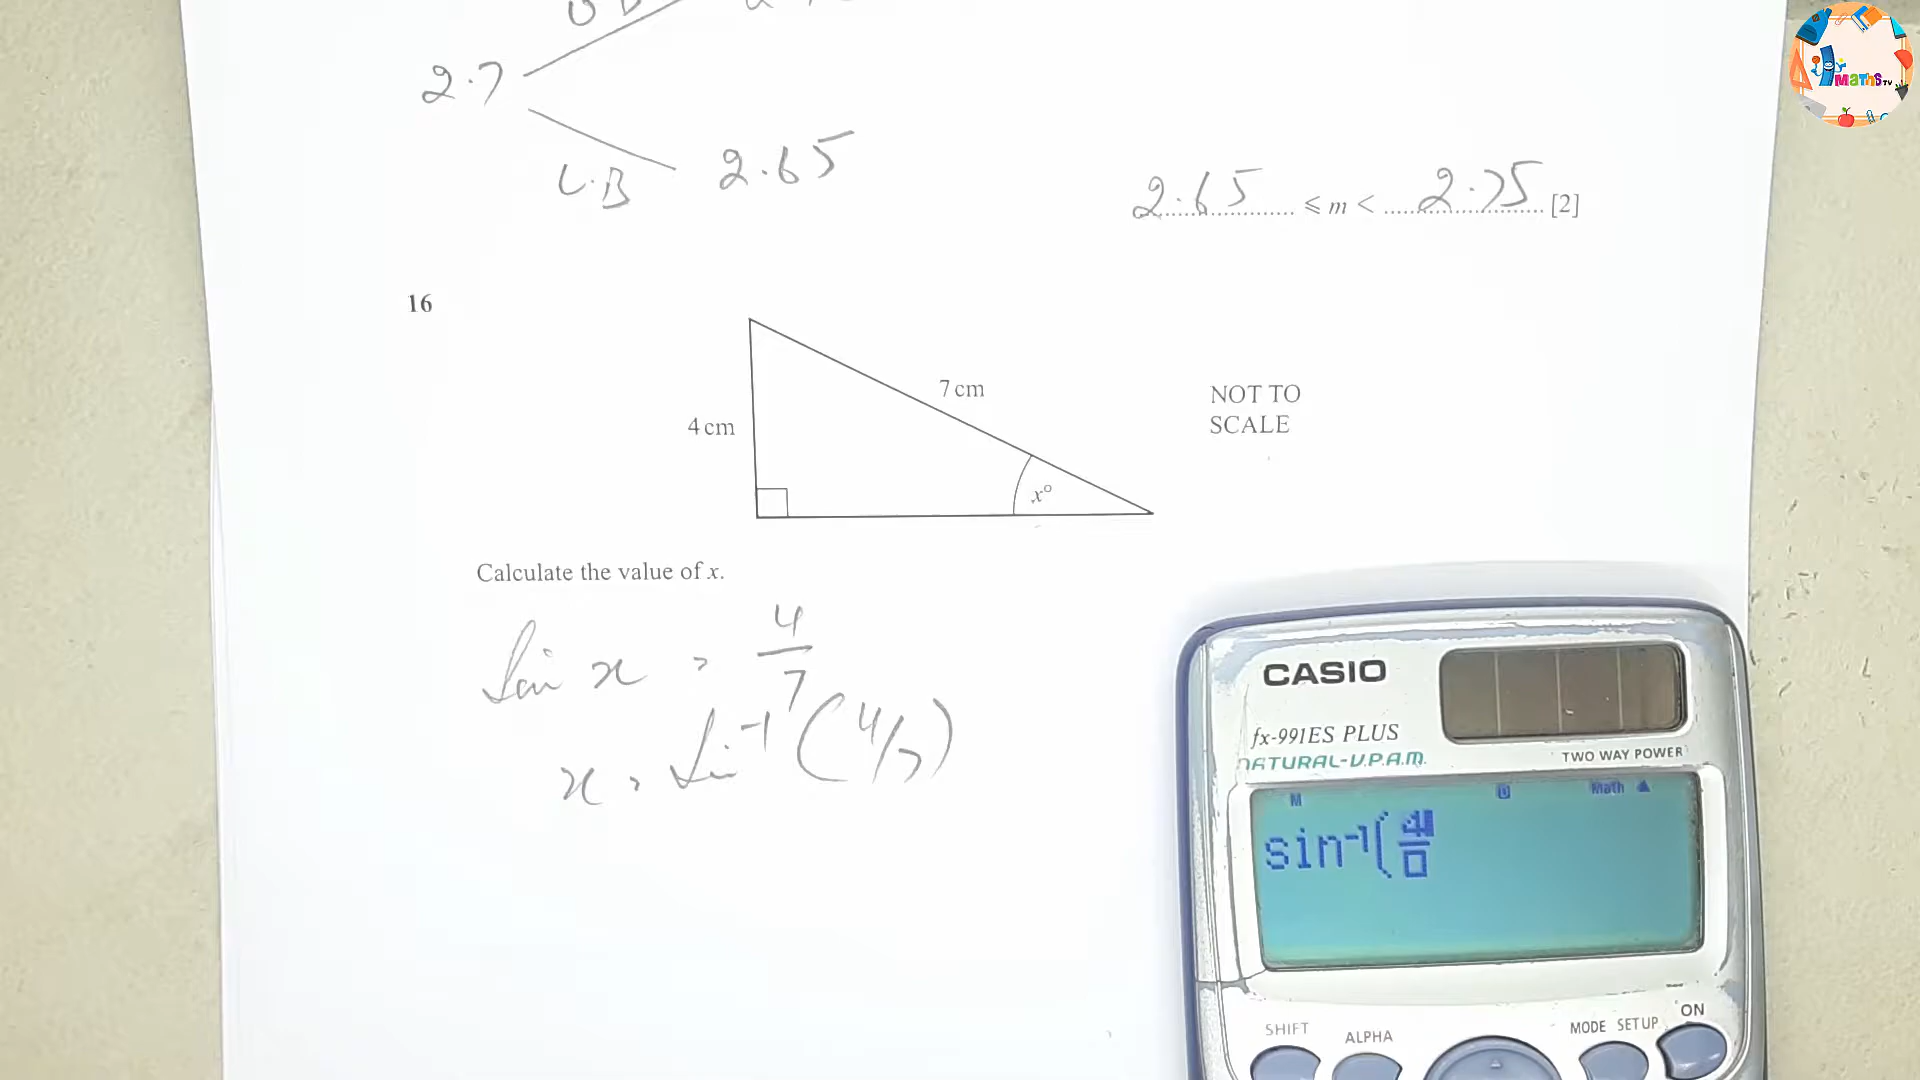 2.7
L.B 2.65
2.65 ≤ m < 2.75 [2]
16
7 cm
4 cm
NOT TO
SCALE
x°
Calculate the value of x.
Sin x = 4/7
x = Sin⁻¹ (4/7)
CASIO
fx-991ES PLUS
NATURAL-V.P.A.M.
TWO WAY POWER
M D Math ▲
sin⁻¹(4/□
SHIFT ALPHA MODE SETUP ON
MATHS TV